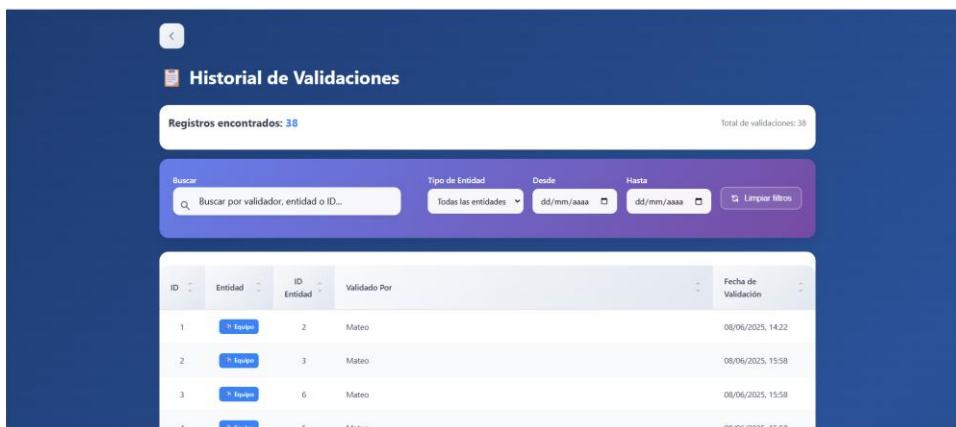 Historial de Validaciones
Registros encontrados: 38
Total de validaciones: 38
Buscar
Tipo de Entidad
Desde
Hasta
Buscar por validador, entidad o ID...
Todas las entidades
dd/mm/aaaa
dd/mm/aaaa
Limpiar filtros
ID
Entidad
ID Entidad
Validado Por
Fecha de Validación
1 Equipo 2 Mateo 08/06/2025, 14:22
2 Equipo 3 Mateo 08/06/2025, 15:58
3 Equipo 6 Mateo 08/06/2025, 15:58